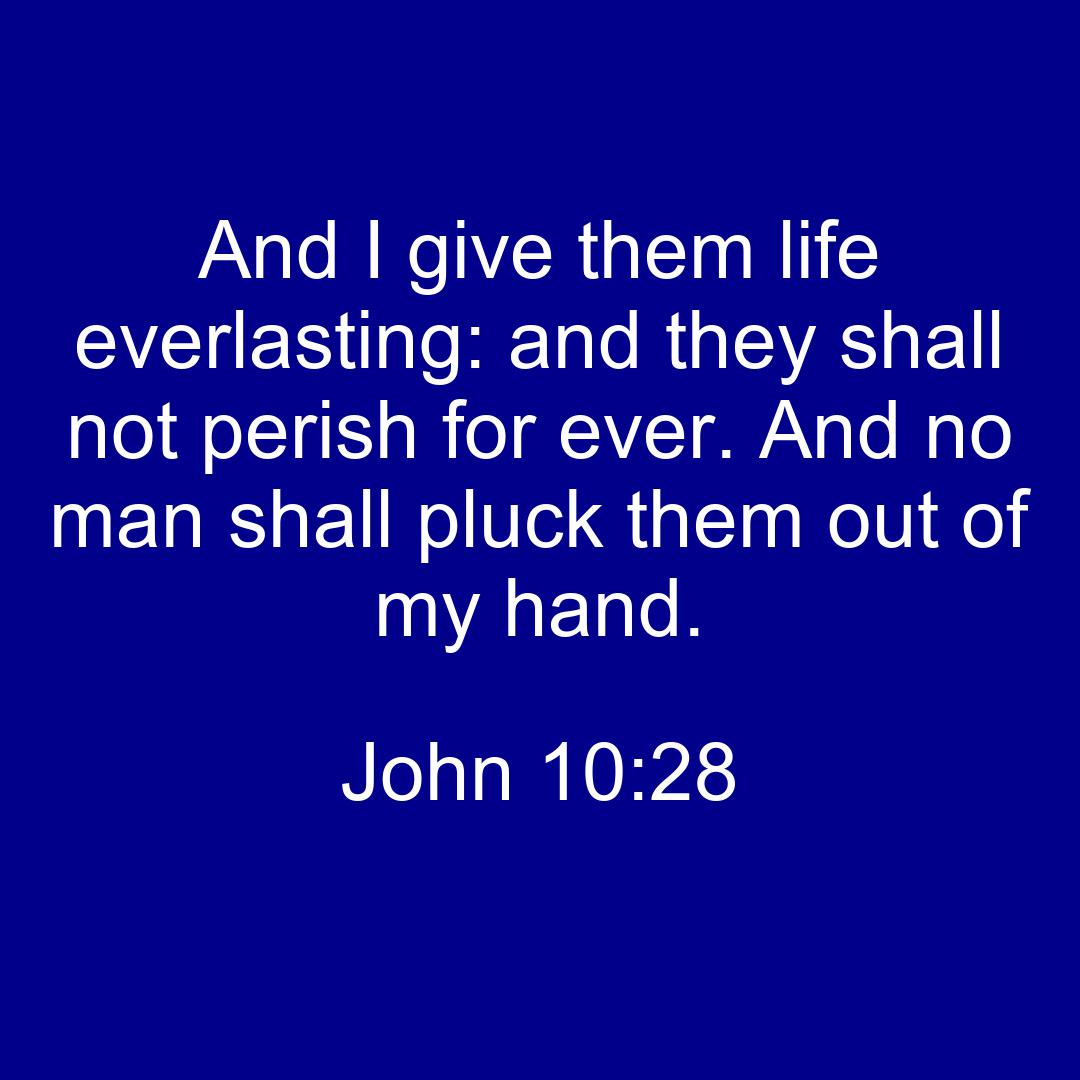 And I give them life
everlasting: and they shall
not perish for ever. And no
man shall pluck them out of
my hand.
John 10:28